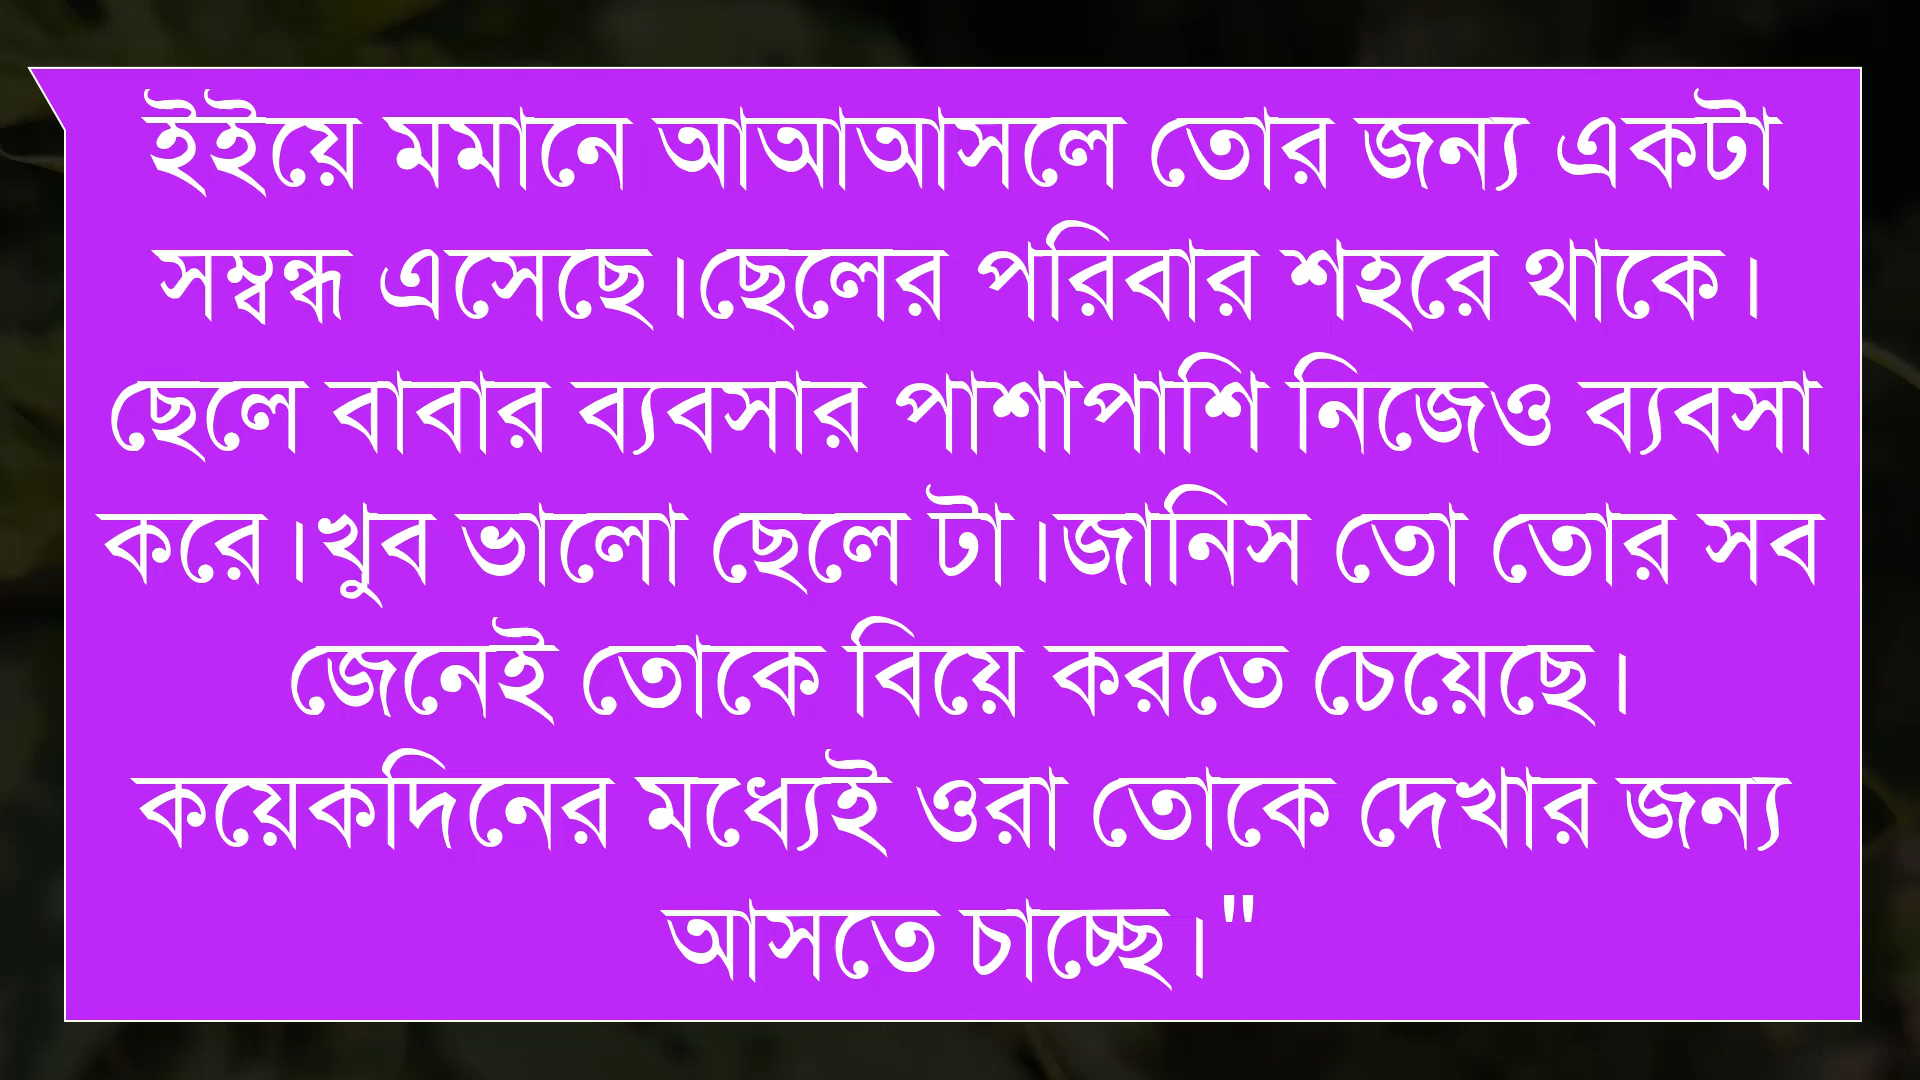 ইইয়ে মমানে আআআসলে তোর জন্য একটা
সম্বন্ধ এসেছে।ছেলের পরিবার শহরে থাকে।
ছেলে বাবার ব্যবসার পাশাপাশি নিজেও ব্যবসা
করে।খুব ভালো ছেলে টা।জানিস তো তোর সব
জেনেই তোকে বিয়ে করতে চেয়েছে।
কয়েকদিনের মধ্যেই ওরা তোকে দেখার জন্য
আসতে চাচ্ছে।"